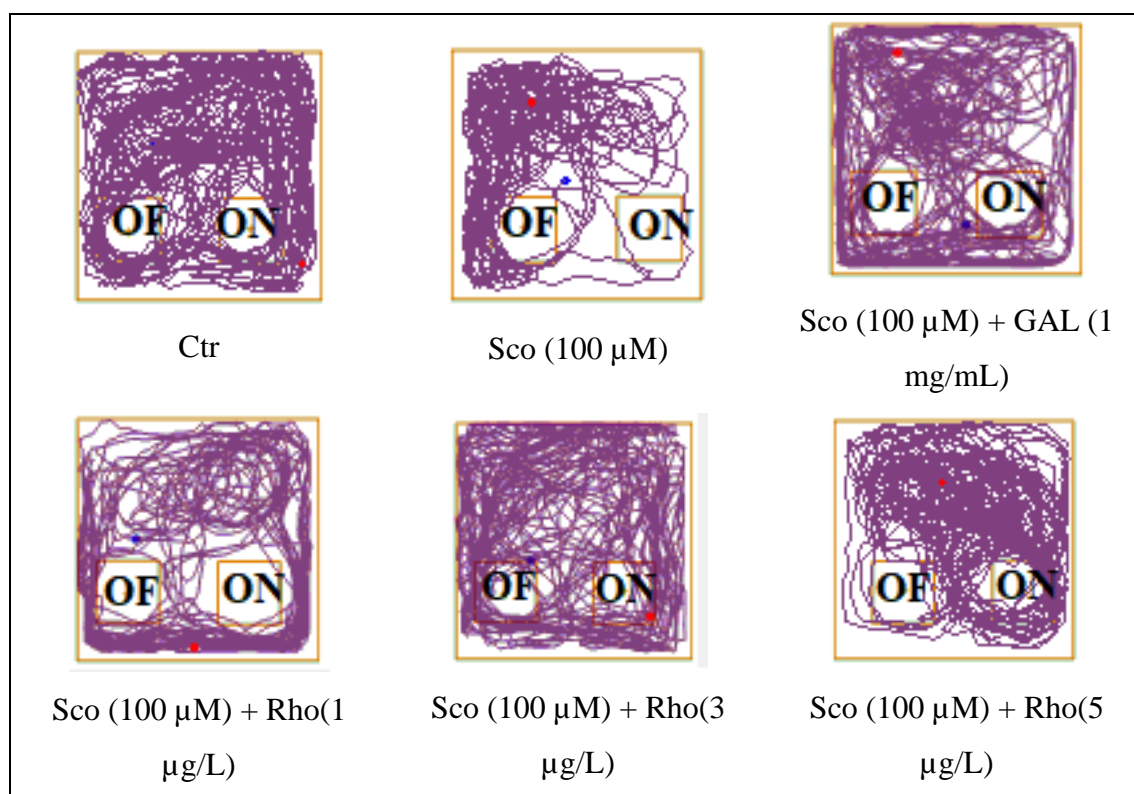 OF ON
OF ON
OF ON
Ctr
Sco (100 µM)
Sco (100 µM) + GAL (1
mg/mL)
OF ON
OF ON
OF ON
Sco (100 µM) + Rho(1
µg/L)
Sco (100 µM) + Rho(3
µg/L)
Sco (100 µM) + Rho(5
µg/L)